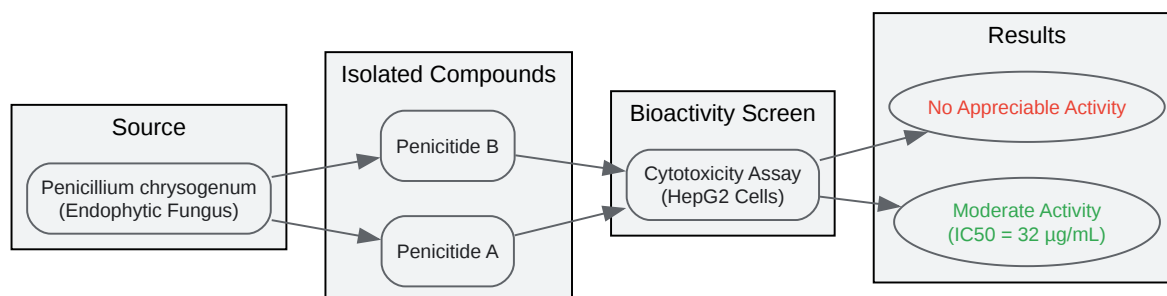 Source
Penicillium chrysogenum
(Endophytic Fungus)
Isolated Compounds
Penicitide B
Penicitide A
Bioactivity Screen
Cytotoxicity Assay
(HepG2 Cells)
Results
No Appreciable Activity
Moderate Activity
(IC50 = 32 µg/mL)